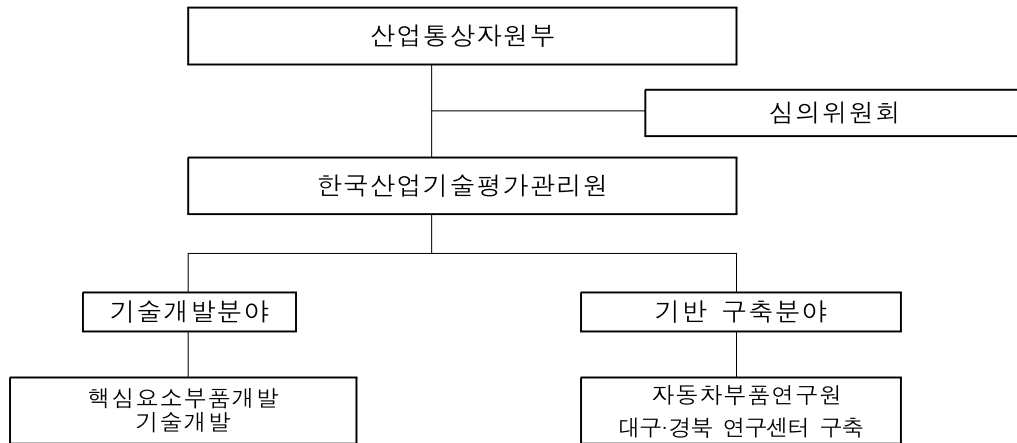 산업통상자원부
심의위원회
한국산업기술평가관리원
기술개발분야
기반 구축분야
핵심요소부품개발
기술개발
자동차부품연구원
대구·경북 연구센터 구축